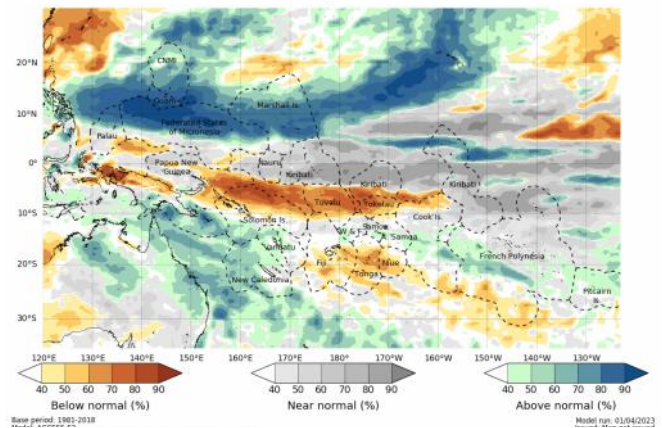 20°N
10°N
0°
10°S
20°S
30°S
CNMI
Guam
Marshall Is.
Federated States
of Micronesia
Palau
Papua New
Guinea
Nauru
Kiribati
Kiribati
Kiribati
Tuvalu
Tokelau
Solomon Is.
Cook Is.
W & F
Samoa
A. Samoa
Vanuatu
Fiji
Niue
Tonga
French Polynesia
New Caledonia
Pitcairn
Is.
120°E 130°E 140°E 150°E 160°E 170°E 180°W 170°W 160°W 150°W 140°W 130°W
40 50 60 70 80 90
Below normal (%)
40 50 60 70 80 90
Near normal (%)
40 50 60 70 80 90
Above normal (%)
Base period: 1981-2018
Model run: 01/04/2023